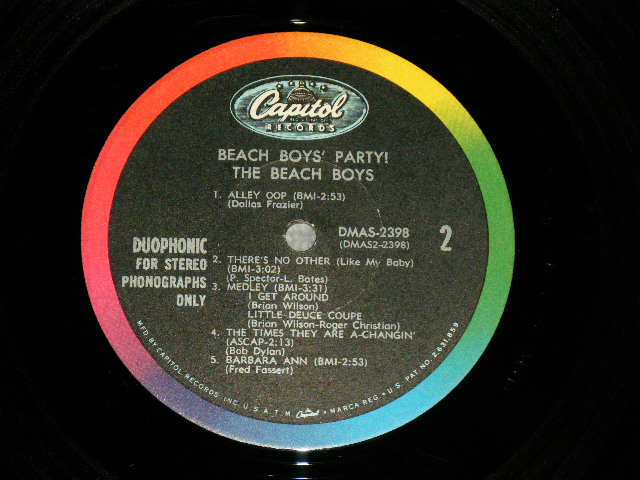 Capitol
RECORDS
BEACH BOYS' PARTY!
THE BEACH BOYS
1. ALLEY OOP (BMI-2:53)
(Dallas Frazier)
DMAS-2398
(DMAS2-2398)
2
DUOPHONIC
FOR STEREO
PHONOGRAPHS
ONLY
2. THERE'S NO OTHER (Like My Baby)
(BMI-3:02)
(P. Spector-L. Bates)
3. MEDLEY (BMI-3:31)
I GET AROUND
(Brian Wilson)
LITTLE DEUCE COUPE
(Brian Wilson-Roger Christian)
4. THE TIMES THEY ARE A-CHANGIN'
(ASCAP-2:13)
(Bob Dylan)
5. BARBARA ANN (BMI-2:53)
(Fred Fassert)
MFD. BY CAPITOL RECORDS, INC. U.S.A. T.M. Capitol • MARCA REG. • U.S. PAT. NO. 2,631,859